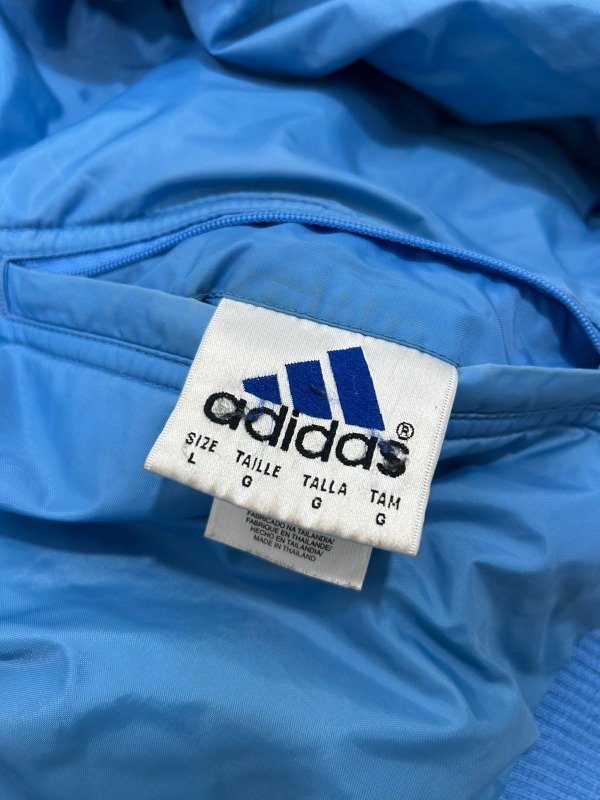 adidas®
SIZE TAILLE TALLA TAM
L G G G
FABRICADO NA TAILANDIA/
FABRIQUE EN THAILANDE/
HECHO EN TAILANDIA/
MADE IN THAILAND